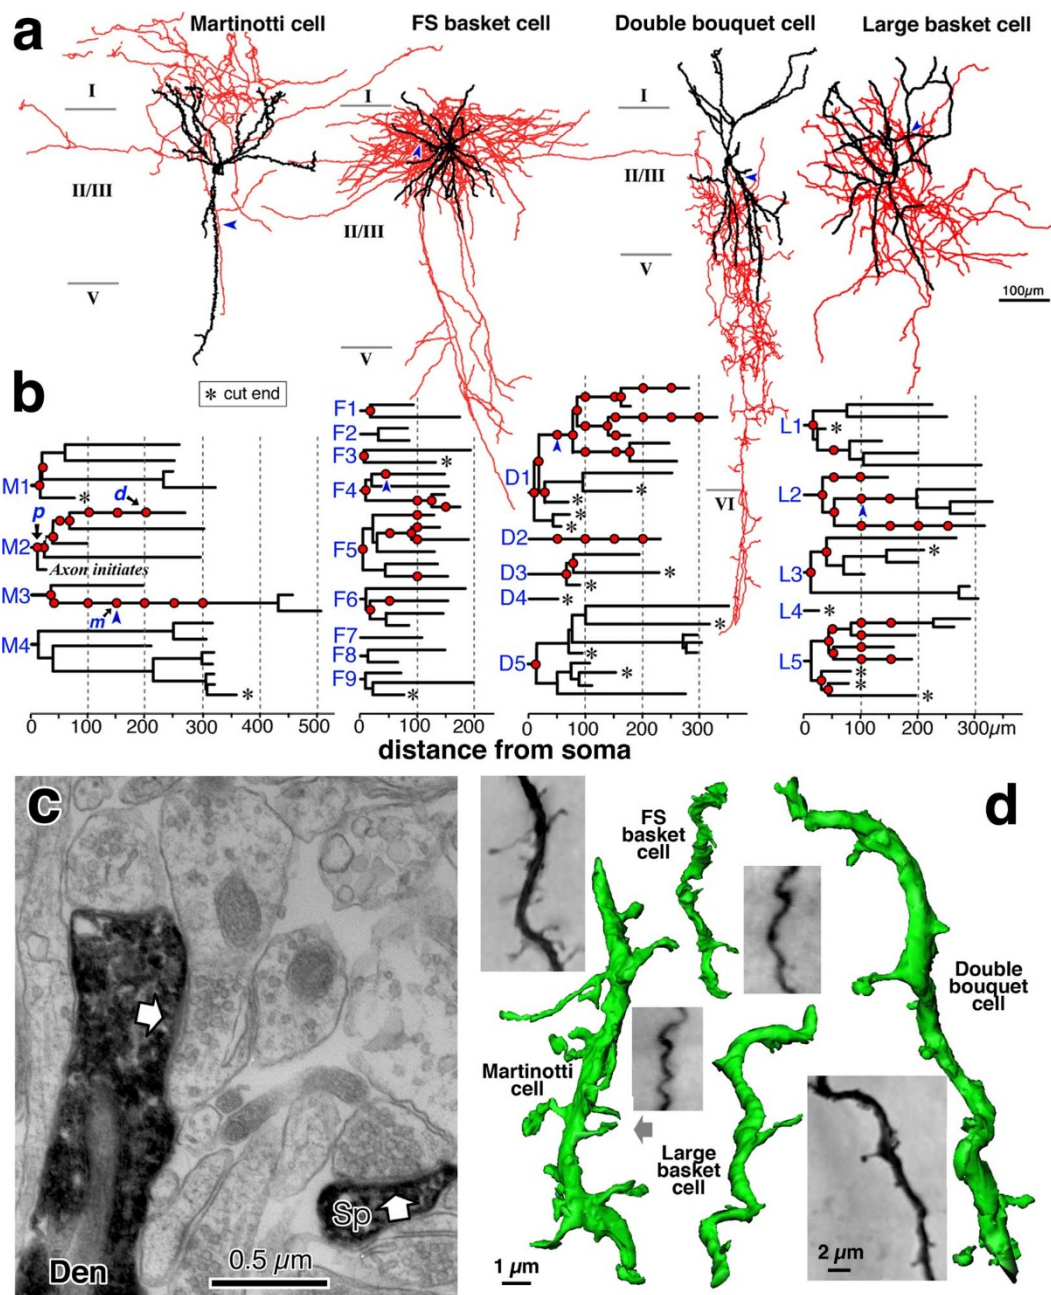 a
Martinotti cell
FS basket cell
Double bouquet cell
Large basket cell
I
I
I
II/III
II/III
II/III
V
V
V
100µm
b
* cut end
M1
*
d
p
M2
Axon initiates
M3
m
M4
*
0 100 200 300 400 500
F1
F2
F3
*
F4
F5
F6
F7
F8
F9
*
0 100 200
D1
*
*
*
*
D2
D3
*
D4
*
D5
*
*
*
0 100 200 300
VI
L1
*
L2
L3
*
L4
*
L5
*
*
*
0 100 200 300µm
distance from soma
c
Sp
Den
0.5 µm
d
FS
basket
cell
Double
bouquet
cell
Martinotti
cell
Large
basket
cell
1 µm
2 µm